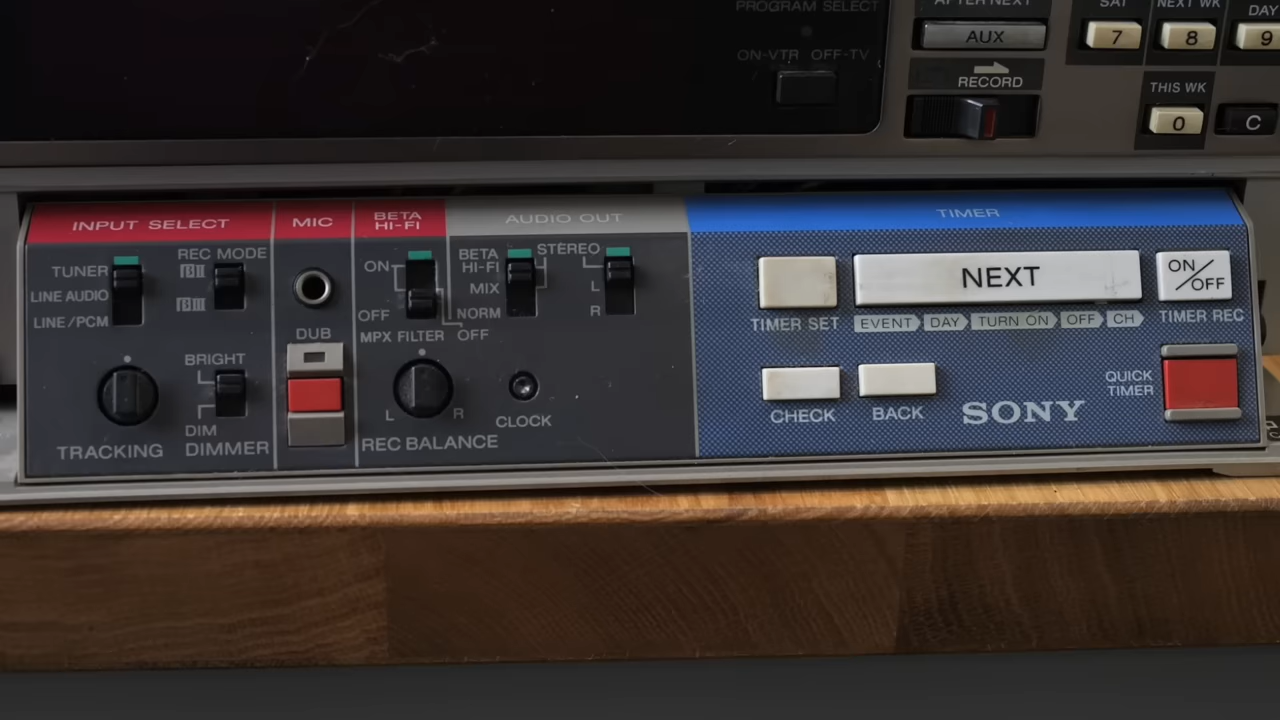 PROGRAM SELECT
ON-VTR OFF-TV
AFTER NEXT
AUX
RECORD
SAT
NEXT WK
DAY
7
8
9
THIS WK
0
C
INPUT SELECT
TUNER
LINE AUDIO
LINE/PCM
REC MODE
βII
βIII
TRACKING
BRIGHT
DIM
DIMMER
MIC
DUB
BETA
HI-FI
ON
OFF
MPX FILTER
OFF
L
R
REC BALANCE
AUDIO OUT
BETA
HI-FI
MIX
NORM
STEREO
L
R
CLOCK
TIMER
TIMER SET
NEXT
EVENT DAY TURN ON OFF CH
ON/OFF
TIMER REC
CHECK
BACK
SONY
QUICK
TIMER